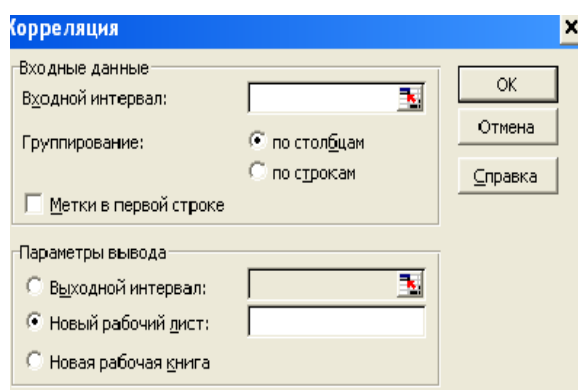 Корреляция
Входные данные
Входной интервал:
Группирование:
по столбцам
по строкам
Метки в первой строке
Параметры вывода
Выходной интервал:
Новый рабочий лист:
Новая рабочая книга
ОК
Отмена
Справка